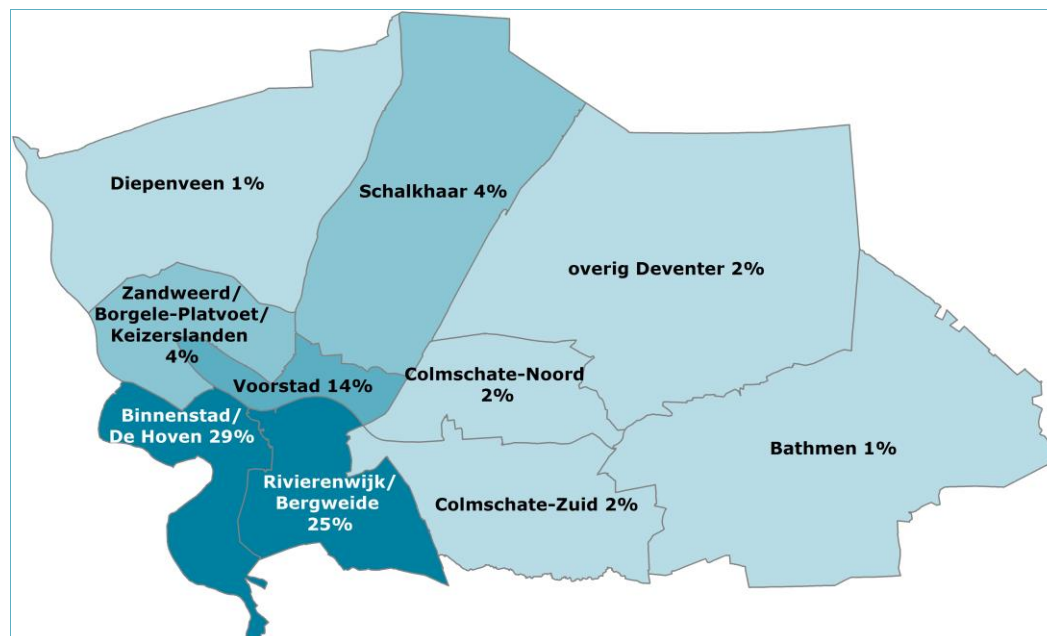 Diepenveen 1%
Schalkhaar 4%
overig Deventer 2%
Zandweerd/
Borgele-Platvoet/
Keizerslanden
4%
Voorstad 14%
Colmschate-Noord
2%
Binnenstad/
De Hoven 29%
Bathmen 1%
Rivierenwijk/
Bergweide
25%
Colmschate-Zuid 2%